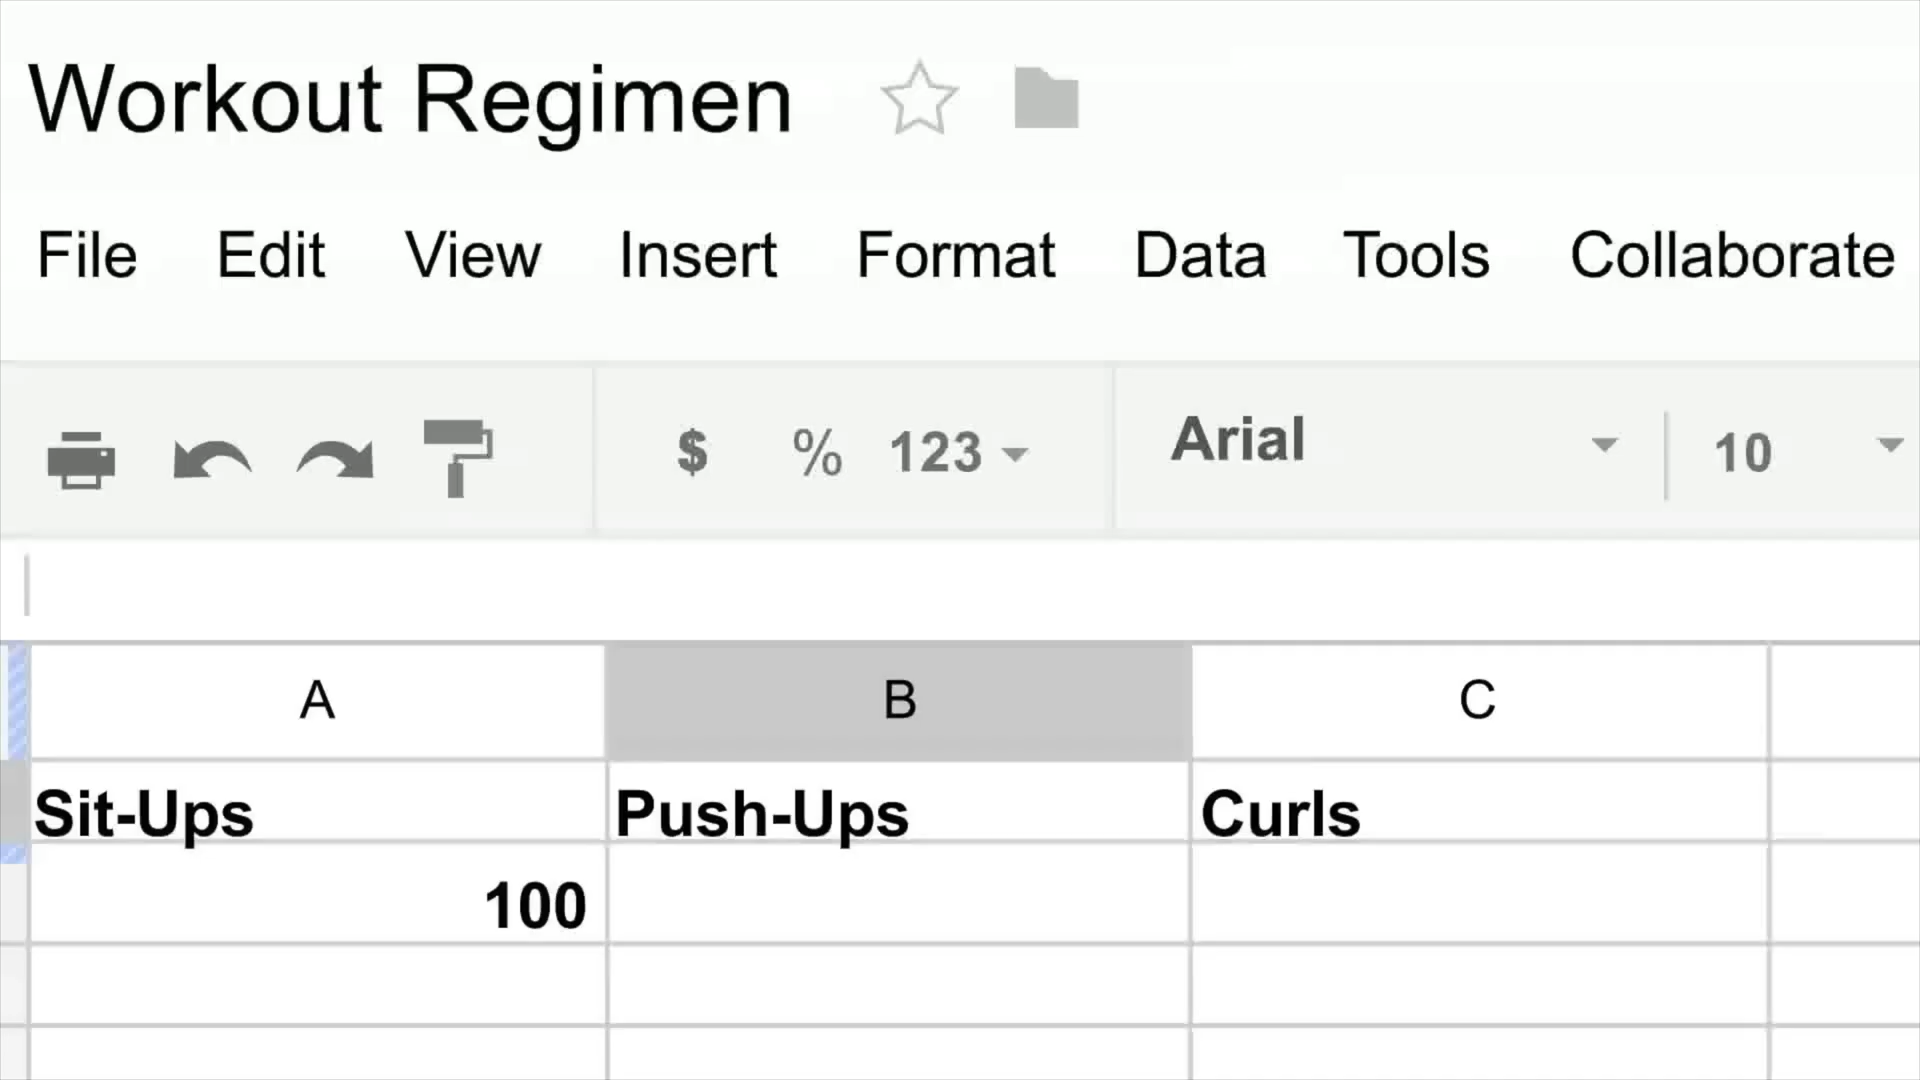 Workout Regimen
File Edit View Insert Format Data Tools Collaborate
$ % 123 Arial 10
A B C
Sit-Ups Push-Ups Curls
100